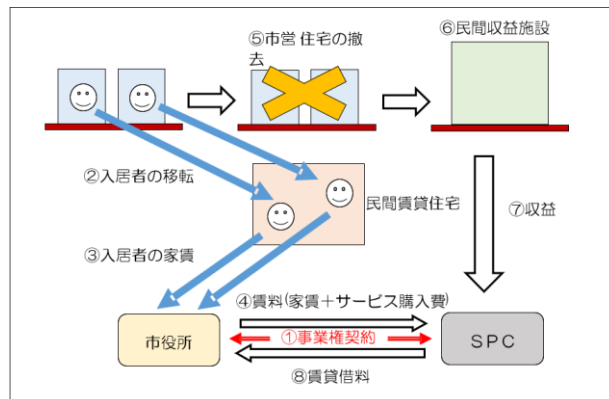 ⑤市営 住宅の撤
去
⑥民間収益施設
②入居者の移転
民間賃貸住宅
⑦収益
③入居者の家賃
④賃料(家賃+サービス購入費)
市役所
①事業権契約
SPC
⑧賃貸借料